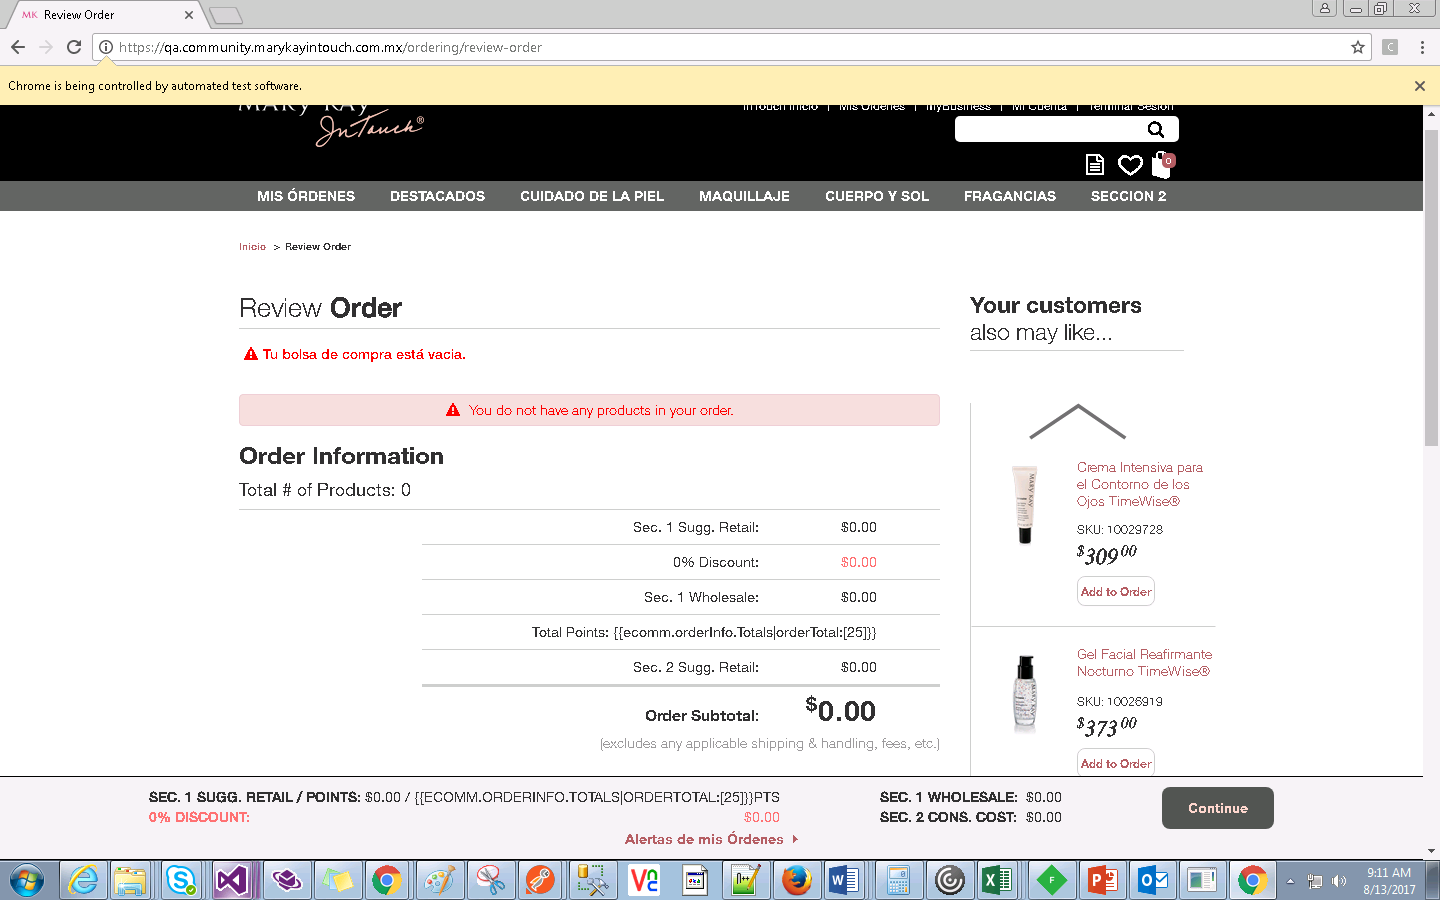 Review Order
https://qa.community.marykayintouch.com.mx/ordering/review-order
Chrome is being controlled by automated test software.
MARY KAY
InTouch®
InTouch Inicio | Mis Ordenes | myBusiness | Mi Cuenta | Terminar Sesión
0
MIS ÓRDENES DESTACADOS CUIDADO DE LA PIEL MAQUILLAJE CUERPO Y SOL FRAGANCIAS SECCION 2
Inicio > Review Order
Review Order
Tu bolsa de compra está vacia.
You do not have any products in your order.
Order Information
Total # of Products: 0
Sec. 1 Sugg. Retail: $0.00
0% Discount: $0.00
Sec. 1 Wholesale: $0.00
Total Points: {{ecomm.orderInfo.Totals|orderTotal:[25]}}
Sec. 2 Sugg. Retail: $0.00
Order Subtotal: $0.00
(excludes any applicable shipping & handling, fees, etc.)
Your customers
also may like...
Crema Intensiva para
el Contorno de los
Ojos TimeWise®
SKU: 10029728
$309 00
Add to Order
Gel Facial Reafirmante
Nocturno TimeWise®
SKU: 10026919
$373 00
Add to Order
SEC. 1 SUGG. RETAIL / POINTS: $0.00 / {{ECOMM.ORDERINFO.TOTALS|ORDERTOTAL:[25]}}PTS
0% DISCOUNT: $0.00
Alertas de mis Órdenes
SEC. 1 WHOLESALE: $0.00
SEC. 2 CONS. COST: $0.00
Continue
9:11 AM
8/13/2017